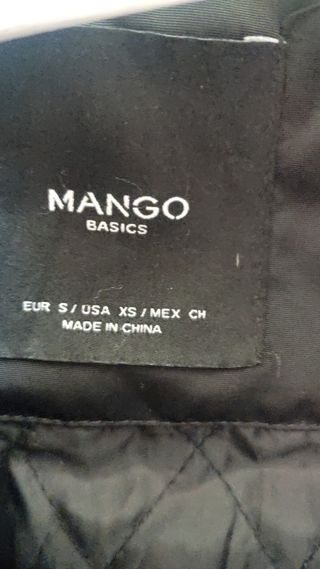 MANGO
BASICS
EUR S / USA XS / MEX CH
MADE IN CHINA